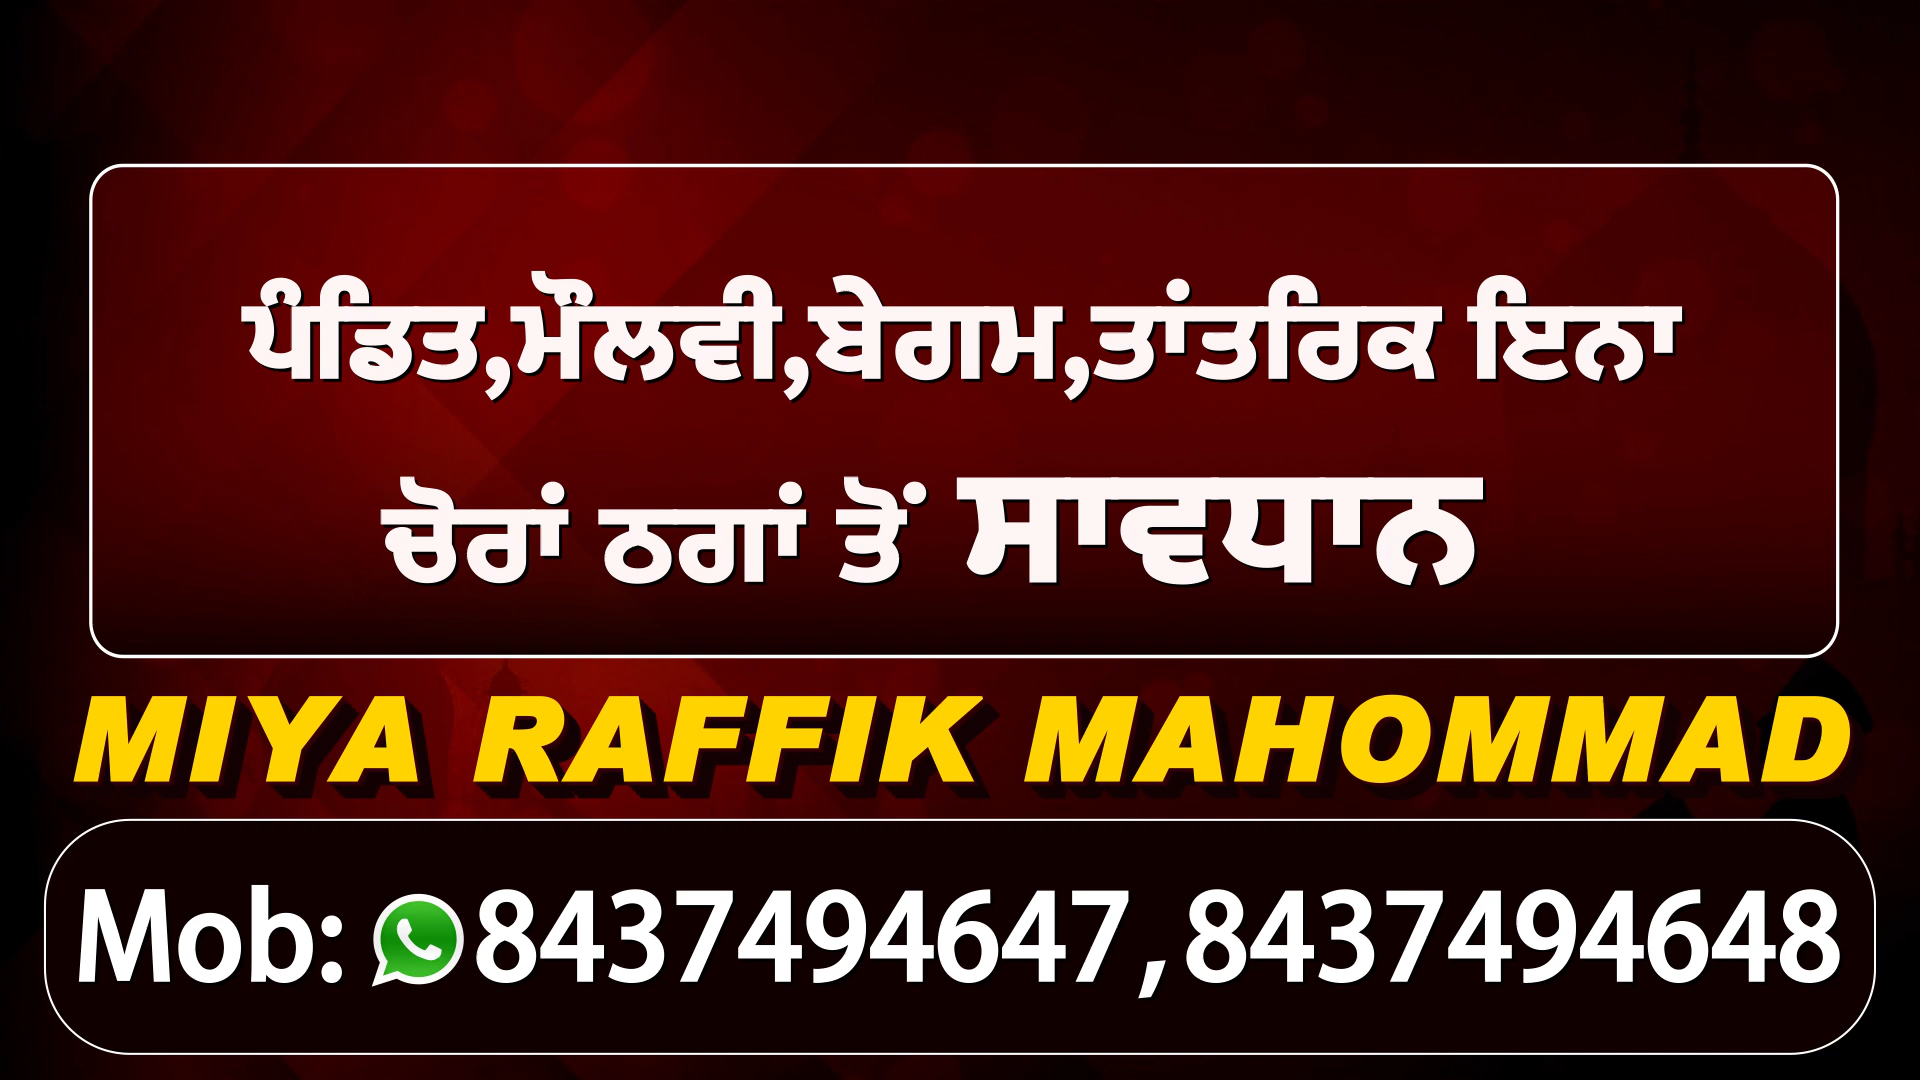 ਪੰਡਿਤ,ਮੌਲਵੀ,ਬੇਗਮ,ਤਾਂਤਰਿਕ ਇਨਾ
ਚੋਰਾਂ ਠਗਾਂ ਤੋਂ ਸਾਵਧਾਨ
MIYA RAFFIK MAHOMMAD
Mob: 8437494647, 8437494648